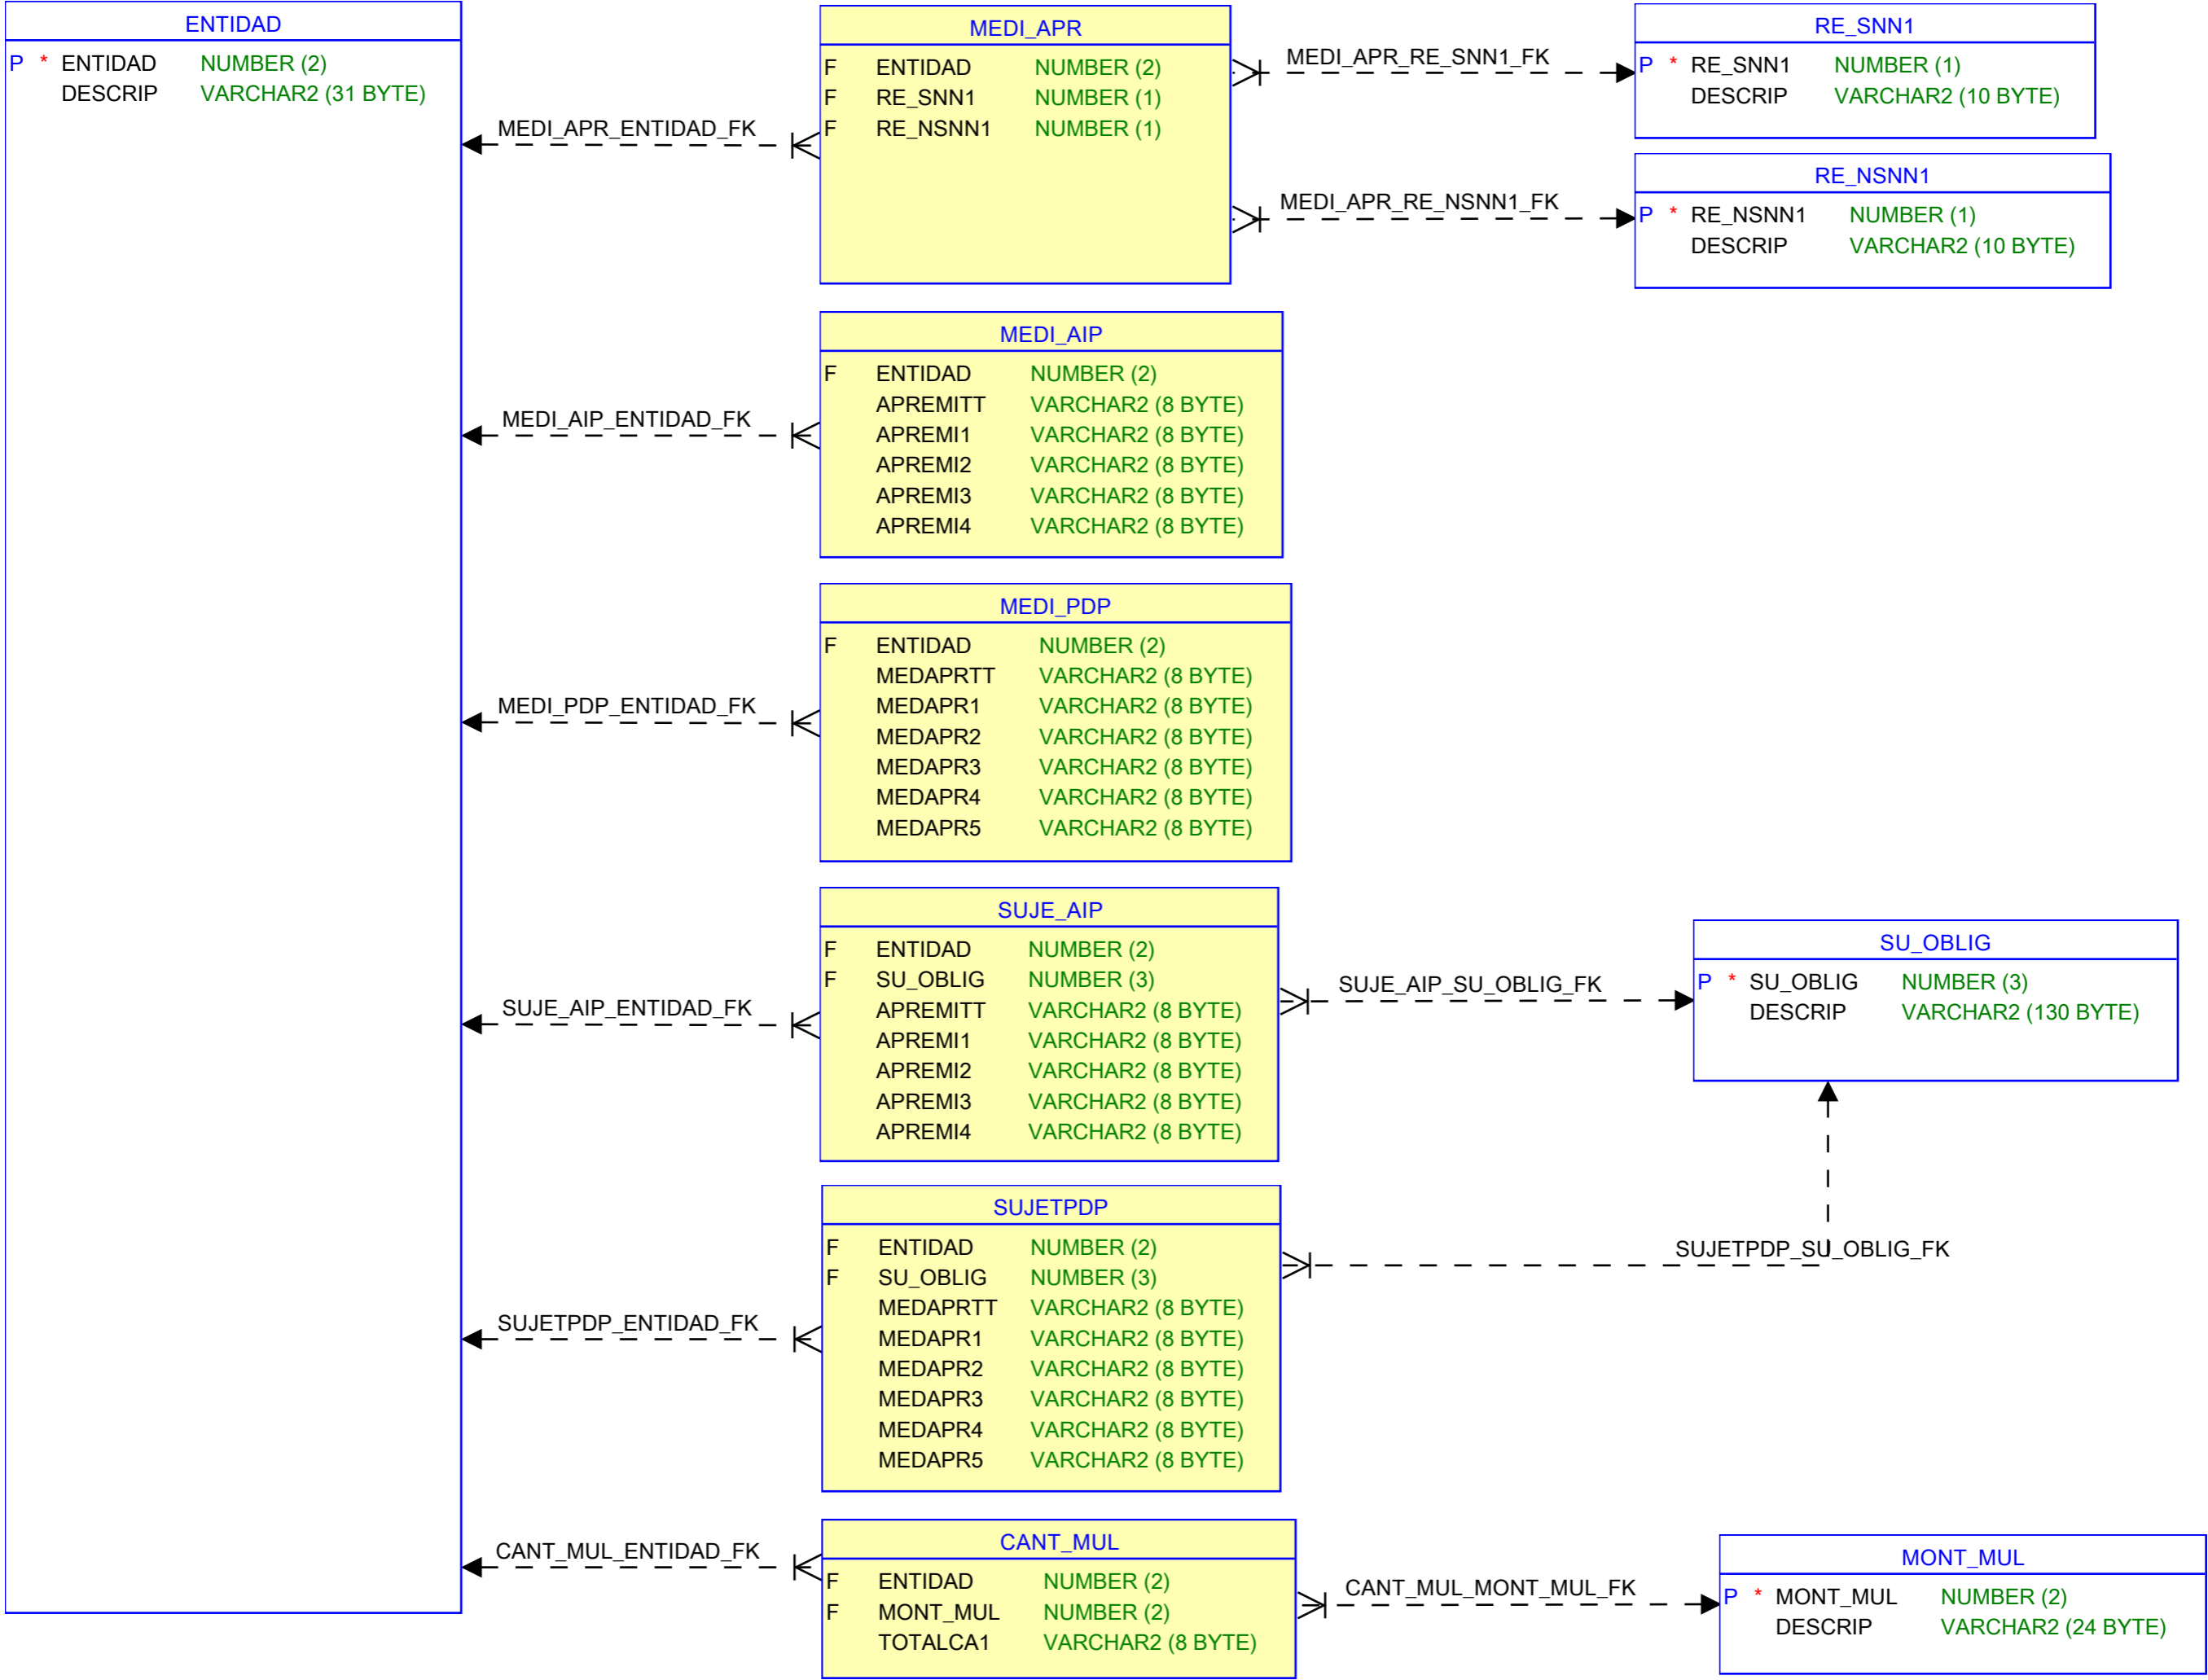 ENTIDAD
P * ENTIDAD NUMBER (2)
DESCRIP VARCHAR2 (31 BYTE)
MEDI_APR_ENTIDAD_FK
MEDI_APR
F ENTIDAD NUMBER (2)
F RE_SNN1 NUMBER (1)
F RE_NSNN1 NUMBER (1)
MEDI_APR_RE_SNN1_FK
RE_SNN1
P * RE_SNN1 NUMBER (1)
DESCRIP VARCHAR2 (10 BYTE)
MEDI_APR_RE_NSNN1_FK
RE_NSNN1
P * RE_NSNN1 NUMBER (1)
DESCRIP VARCHAR2 (10 BYTE)
MEDI_AIP_ENTIDAD_FK
MEDI_AIP
F ENTIDAD NUMBER (2)
APREMITT VARCHAR2 (8 BYTE)
APREMI1 VARCHAR2 (8 BYTE)
APREMI2 VARCHAR2 (8 BYTE)
APREMI3 VARCHAR2 (8 BYTE)
APREMI4 VARCHAR2 (8 BYTE)
MEDI_PDP_ENTIDAD_FK
MEDI_PDP
F ENTIDAD NUMBER (2)
MEDAPRTT VARCHAR2 (8 BYTE)
MEDAPR1 VARCHAR2 (8 BYTE)
MEDAPR2 VARCHAR2 (8 BYTE)
MEDAPR3 VARCHAR2 (8 BYTE)
MEDAPR4 VARCHAR2 (8 BYTE)
MEDAPR5 VARCHAR2 (8 BYTE)
SUJE_AIP_ENTIDAD_FK
SUJE_AIP
F ENTIDAD NUMBER (2)
F SU_OBLIG NUMBER (3)
APREMITT VARCHAR2 (8 BYTE)
APREMI1 VARCHAR2 (8 BYTE)
APREMI2 VARCHAR2 (8 BYTE)
APREMI3 VARCHAR2 (8 BYTE)
APREMI4 VARCHAR2 (8 BYTE)
SUJE_AIP_SU_OBLIG_FK
SU_OBLIG
P * SU_OBLIG NUMBER (3)
DESCRIP VARCHAR2 (130 BYTE)
SUJETPDP_ENTIDAD_FK
SUJETPDP
F ENTIDAD NUMBER (2)
F SU_OBLIG NUMBER (3)
MEDAPRTT VARCHAR2 (8 BYTE)
MEDAPR1 VARCHAR2 (8 BYTE)
MEDAPR2 VARCHAR2 (8 BYTE)
MEDAPR3 VARCHAR2 (8 BYTE)
MEDAPR4 VARCHAR2 (8 BYTE)
MEDAPR5 VARCHAR2 (8 BYTE)
SUJETPDP_SU_OBLIG_FK
CANT_MUL_ENTIDAD_FK
CANT_MUL
F ENTIDAD NUMBER (2)
F MONT_MUL NUMBER (2)
TOTALCA1 VARCHAR2 (8 BYTE)
CANT_MUL_MONT_MUL_FK
MONT_MUL
P * MONT_MUL NUMBER (2)
DESCRIP VARCHAR2 (24 BYTE)